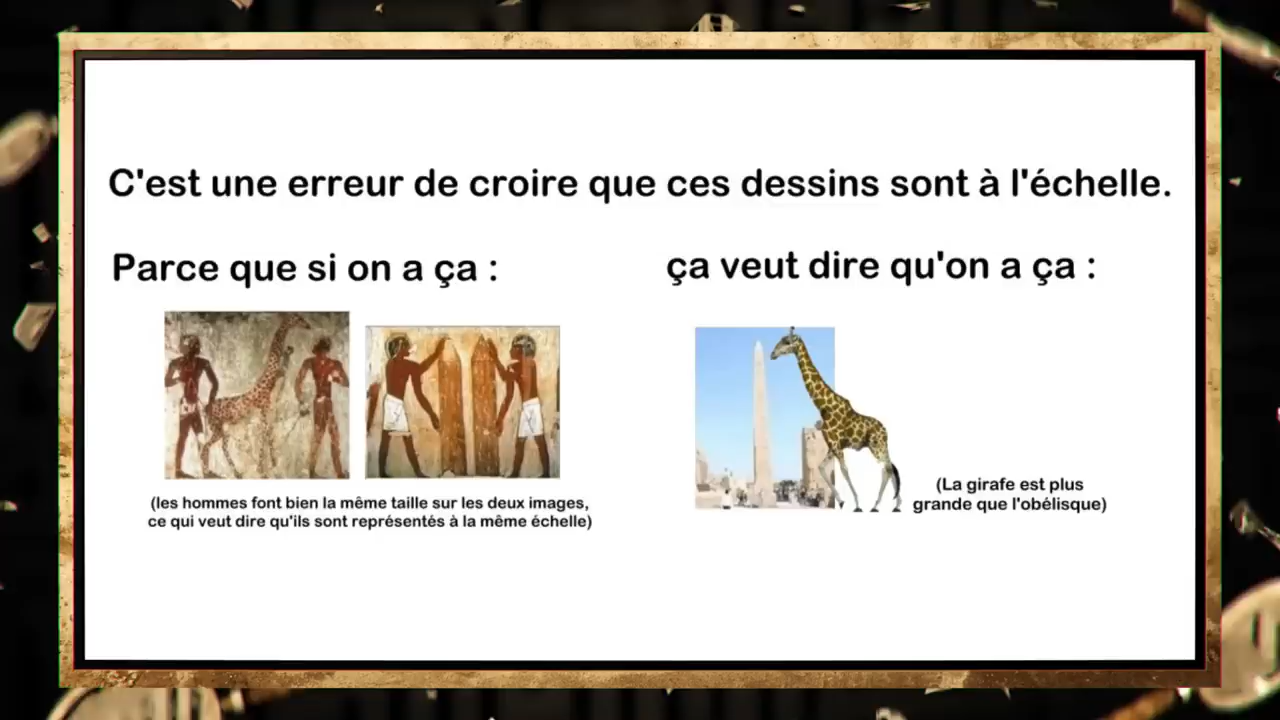 C'est une erreur de croire que ces dessins sont à l'échelle.
Parce que si on a ça :
ça veut dire qu'on a ça :
(les hommes font bien la même taille sur les deux images,
ce qui veut dire qu'ils sont représentés à la même échelle)
(La girafe est plus
grande que l'obélisque)